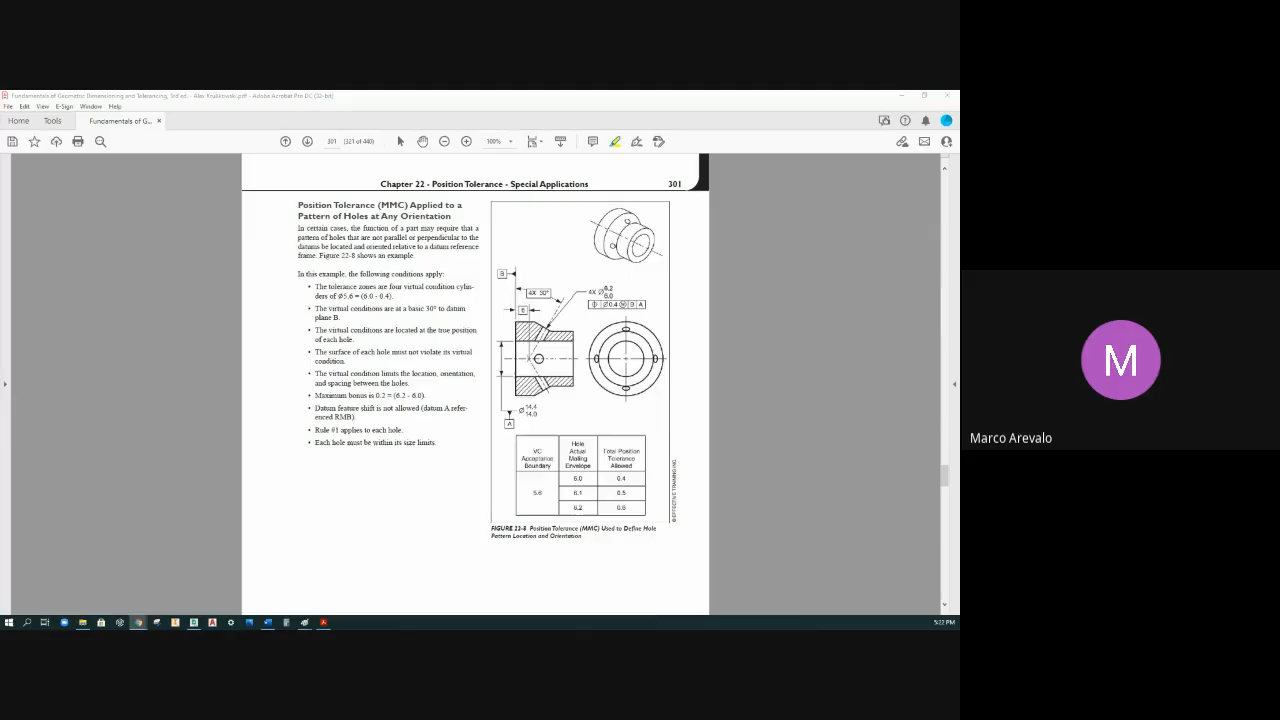 Fundamentals of Geometric Dimensioning and Tolerancing, 3rd ed. - Alex Krulikowski.pdf - Adobe Acrobat Pro DC (32-bit)
File Edit View E-Sign Window Help
Home Tools Fundamentals of G...
301 (321 of 440) 100%
Chapter 22 - Position Tolerance - Special Applications 301
Position Tolerance (MMC) Applied to a
Pattern of Holes at Any Orientation
In certain cases, the function of a part may require that a
pattern of holes that are not parallel or perpendicular to the
datums be located and oriented relative to a datum reference
frame. Figure 22-8 shows an example.
In this example, the following conditions apply:
• The tolerance zones are four virtual condition cylin-
ders of Ø5.6 = (6.0 - 0.4).
• The virtual conditions are at a basic 30° to datum
plane B.
• The virtual conditions are located at the true position
of each hole.
• The surface of each hole must not violate its virtual
condition.
• The virtual condition limits the location, orientation,
and spacing between the holes.
• Maximum bonus is 0.2 = (6.2 - 6.0).
• Datum feature shift is not allowed (datum A refer-
enced RMB).
• Rule #1 applies to each hole.
• Each hole must be within its size limits.
B
4X 30°
4X Ø 6.2
6.0
⌖ Ø0.4 Ⓜ B A
Ø 14.4
14.0
A
VC
Acceptance
Boundary
Hole
Actual
Mating
Envelope
Total Position
Tolerance
Allowed
5.6
6.0 0.4
6.1 0.5
6.2 0.6
© EFFECTIVE TRAINING INC.
FIGURE 22-8 Position Tolerance (MMC) Used to Define Hole
Pattern Location and Orientation
5:22 PM
M
Marco Arevalo